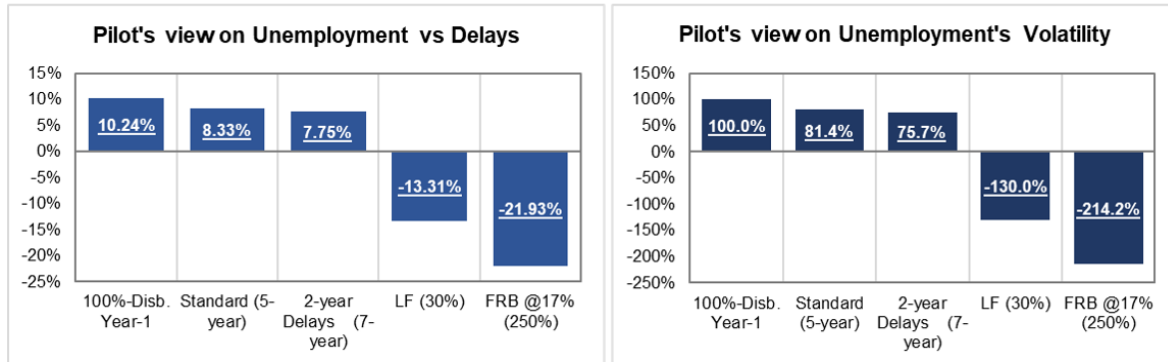 Pilot's view on Unemployment vs Delays
15%
10%
5%
0%
-5%
-10%
-15%
-20%
-25%
10.24%
8.33%
7.75%
-13.31%
-21.93%
100%-Disb.
Year-1
Standard (5-
year)
2-year
Delays (7-
year)
LF (30%)
FRB @17%
(250%)
Pilot's view on Unemployment's Volatility
150%
100%
50%
0%
-50%
-100%
-150%
-200%
-250%
100.0%
81.4%
75.7%
-130.0%
-214.2%
100%-Disb.
Year-1
Standard
(5-year)
2-year
Delays (7-
year)
LF (30%)
FRB @17%
(250%)